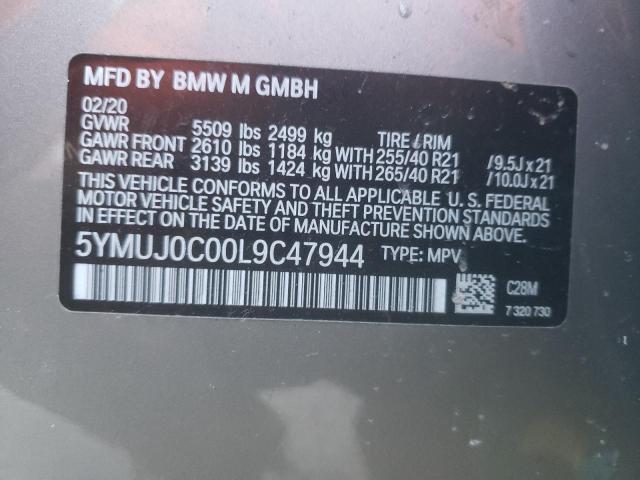 MFD BY BMW M GMBH
02/20
GVWR 5509 lbs 2499 kg TIRE / RIM
GAWR FRONT 2610 lbs 1184 kg WITH 255/40 R21 /9.5J x 21
GAWR REAR 3139 lbs 1424 kg WITH 265/40 R21 /10.0J x 21
THIS VEHICLE CONFORMS TO ALL APPLICABLE U.S. FEDERAL
MOTOR VEHICLE SAFETY AND THEFT PREVENTION STANDARDS
IN EFFECT ON THE DATE OF MANUFACTURE SHOWN ABOVE.
5YMUJ0C00L9C47944 TYPE: MPV
C28M
7 320 730